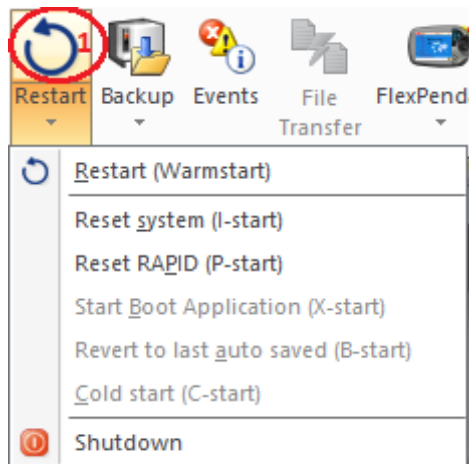 1
Restart
Backup
Events
File
Transfer
FlexPend
Restart (Warmstart)
Reset system (I-start)
Reset RAPID (P-start)
Start Boot Application (X-start)
Revert to last auto saved (B-start)
Cold start (C-start)
Shutdown